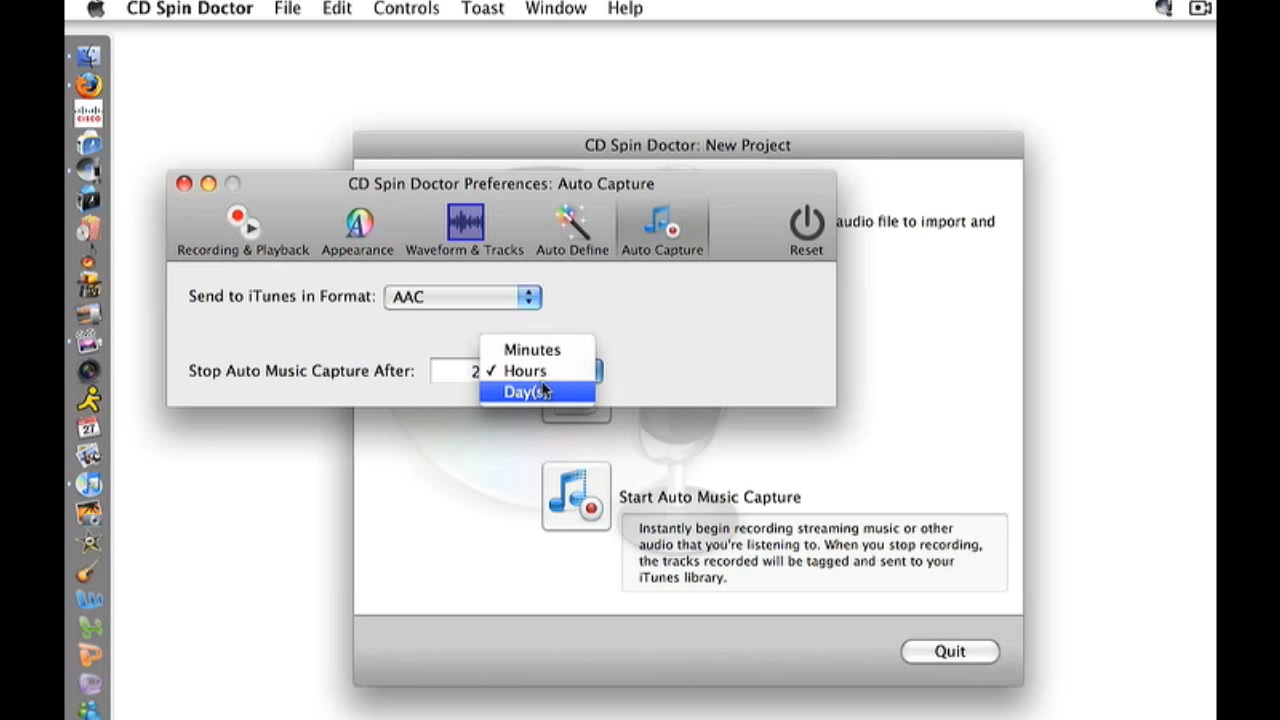 CD Spin Doctor File Edit Controls Toast Window Help
CISCO
CD Spin Doctor: New Project
CD Spin Doctor Preferences: Auto Capture
audio file to import and
Recording & Playback Appearance Waveform & Tracks Auto Define Auto Capture Reset
Send to iTunes in Format: AAC
Minutes
Stop Auto Music Capture After: 2 ✓ Hours
Day(s)
27
Start Auto Music Capture
Instantly begin recording streaming music or other
audio that you're listening to. When you stop recording,
the tracks recorded will be tagged and sent to your
iTunes library.
Quit